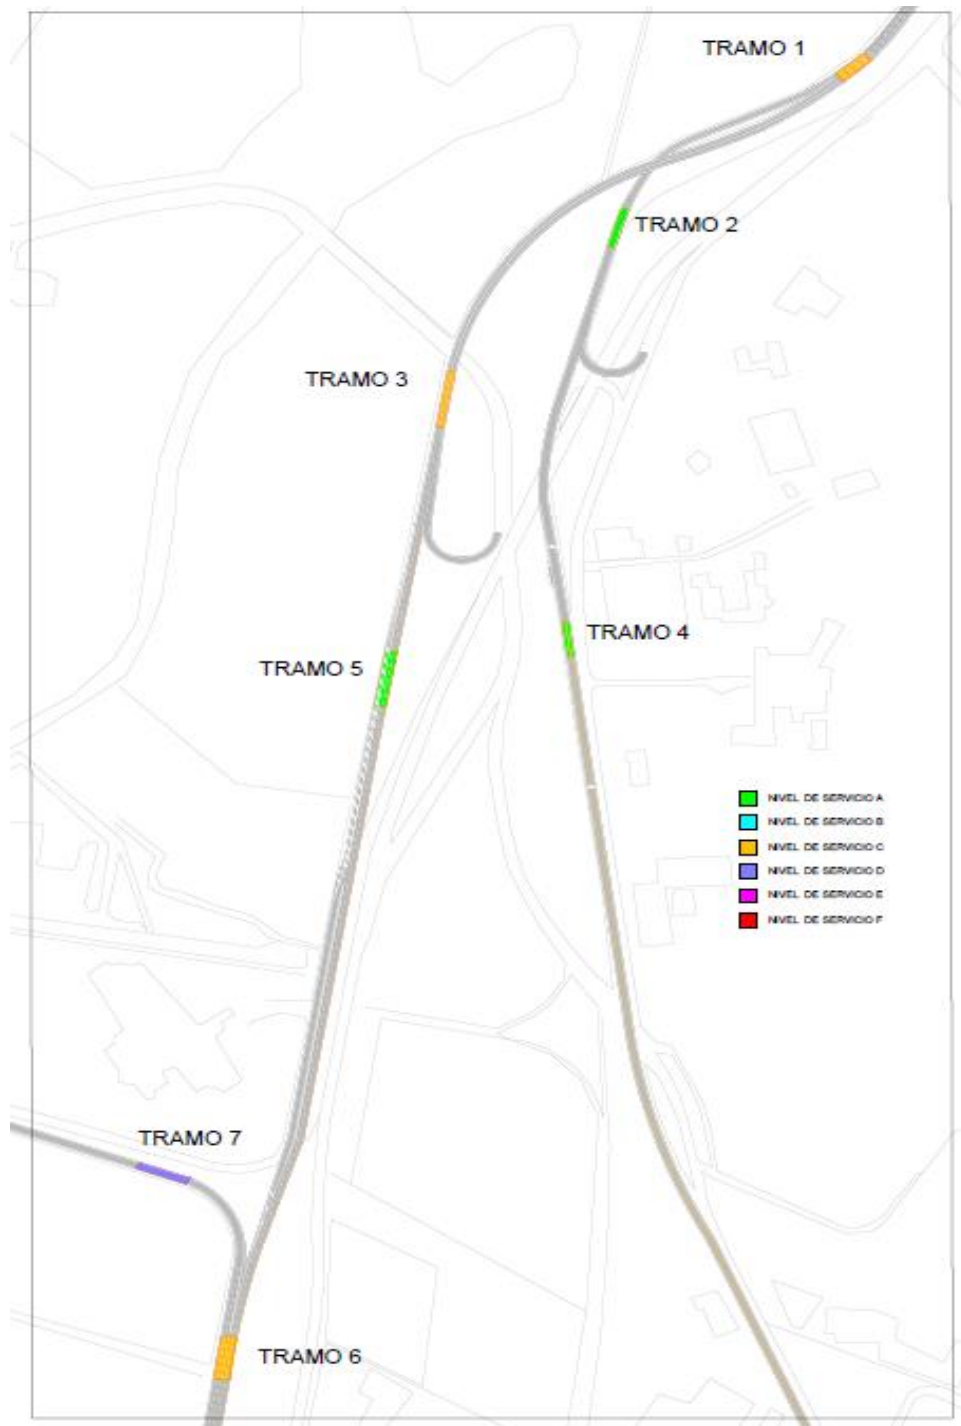 TRAMO 1
TRAMO 2
TRAMO 3
TRAMO 4
TRAMO 5
NIVEL DE SERVICIO A
NIVEL DE SERVICIO B
NIVEL DE SERVICIO C
NIVEL DE SERVICIO D
NIVEL DE SERVICIO E
NIVEL DE SERVICIO F
TRAMO 7
TRAMO 6